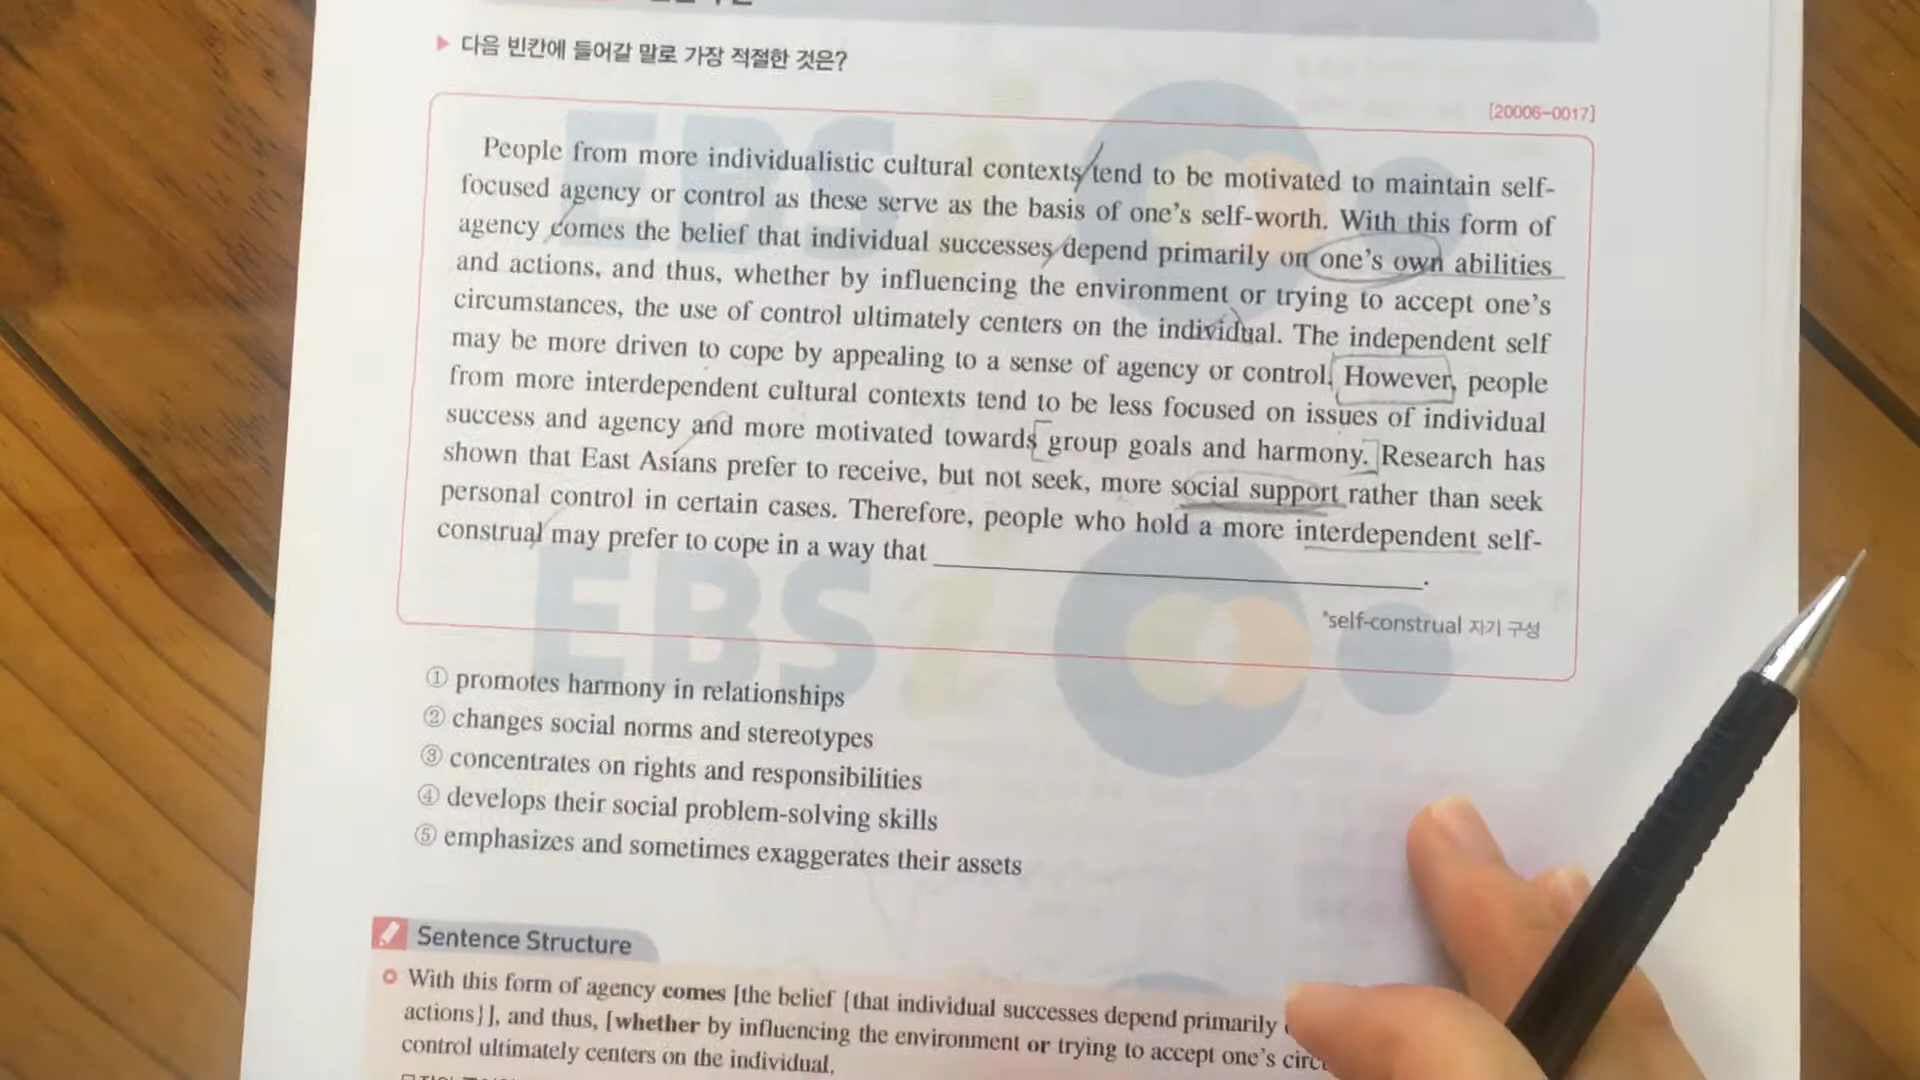 ▶ 다음 빈칸에 들어갈 말로 가장 적절한 것은?
[20006-0017]
People from more individualistic cultural contexts tend to be motivated to maintain self-
focused agency or control as these serve as the basis of one's self-worth. With this form of
agency comes the belief that individual successes depend primarily on one's own abilities
and actions, and thus, whether by influencing the environment or trying to accept one's
circumstances, the use of control ultimately centers on the individual. The independent self
may be more driven to cope by appealing to a sense of agency or control. However, people
from more interdependent cultural contexts tend to be less focused on issues of individual
success and agency and more motivated towards group goals and harmony. Research has
shown that East Asians prefer to receive, but not seek, more social support rather than seek
personal control in certain cases. Therefore, people who hold a more interdependent self-
construal may prefer to cope in a way that ______.
*self-construal 자기 구성
① promotes harmony in relationships
② changes social norms and stereotypes
③ concentrates on rights and responsibilities
④ develops their social problem-solving skills
⑤ emphasizes and sometimes exaggerates their assets
Sentence Structure
With this form of agency comes [the belief {that individual successes depend primarily
actions}], and thus, [whether by influencing the environment or trying to accept one's
control ultimately centers on the individual.
EBSi
EBSi